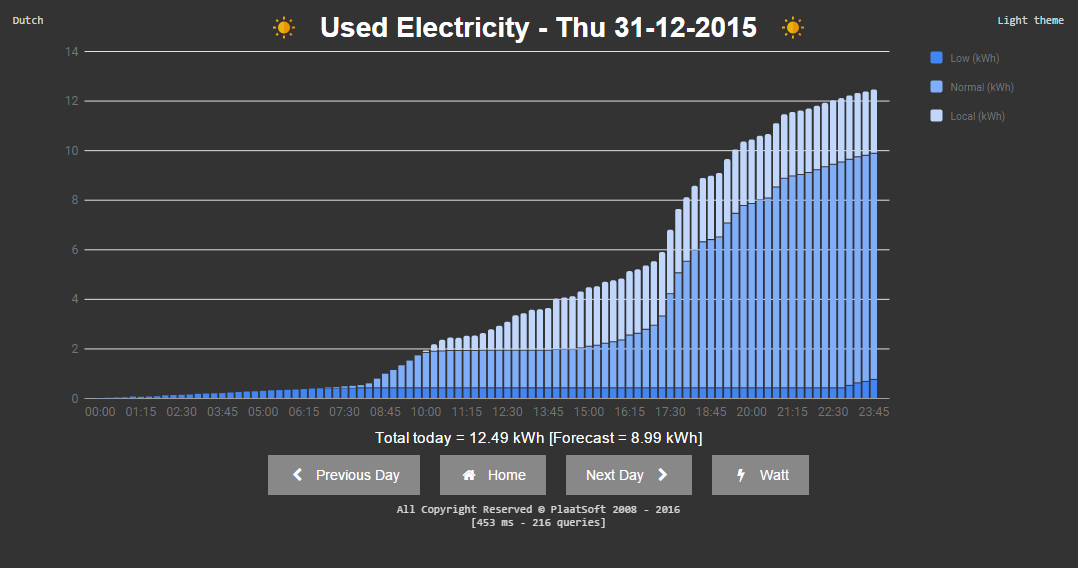 Dutch
Light theme
Used Electricity - Thu 31-12-2015
Low (kWh)
Normal (kWh)
Local (kWh)
14
12
10
8
6
4
2
0
00:00 01:15 02:30 03:45 05:00 06:15 07:30 08:45 10:00 11:15 12:30 13:45 15:00 16:15 17:30 18:45 20:00 21:15 22:30 23:45
Total today = 12.49 kWh [Forecast = 8.99 kWh]
Previous Day Home Next Day Watt
All Copyright Reserved © PlaatSoft 2008 - 2016
[453 ms - 216 queries]